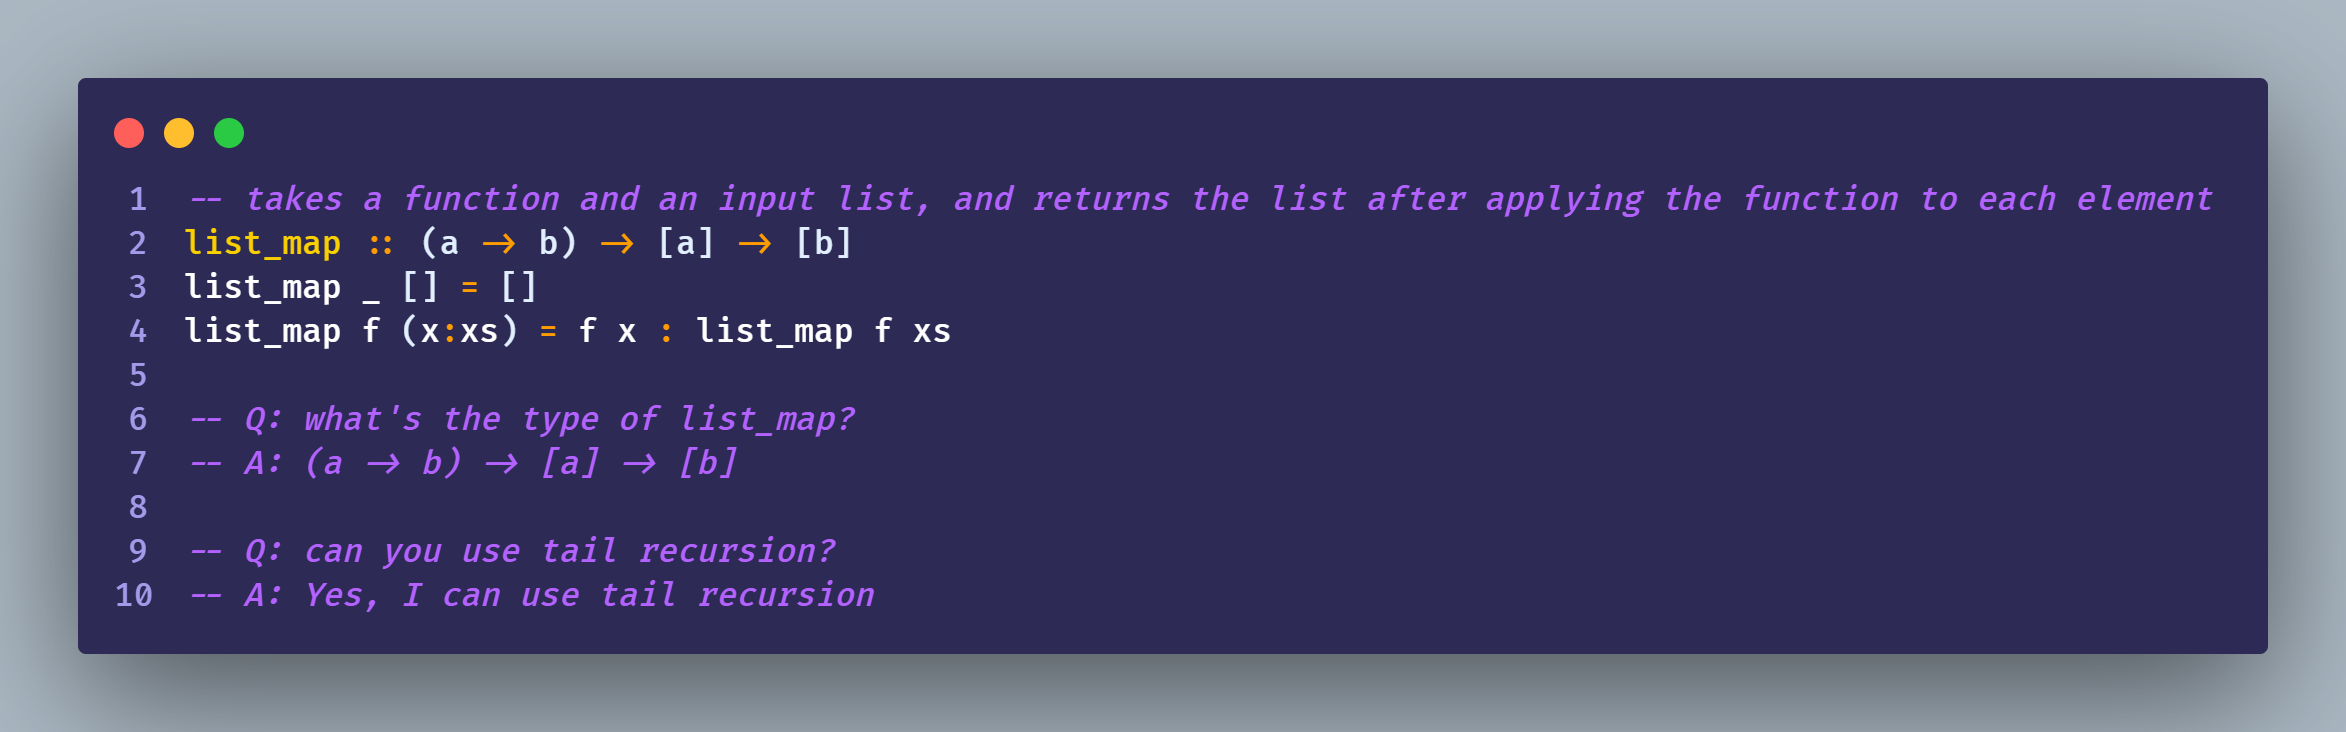 1 -- takes a function and an input list, and returns the list after applying the function to each element
2 list_map :: (a -> b) -> [a] -> [b]
3 list_map _ [] = []
4 list_map f (x:xs) = f x : list_map f xs
5
6 -- Q: what's the type of list_map?
7 -- A: (a -> b) -> [a] -> [b]
8
9 -- Q: can you use tail recursion?
10 -- A: Yes, I can use tail recursion